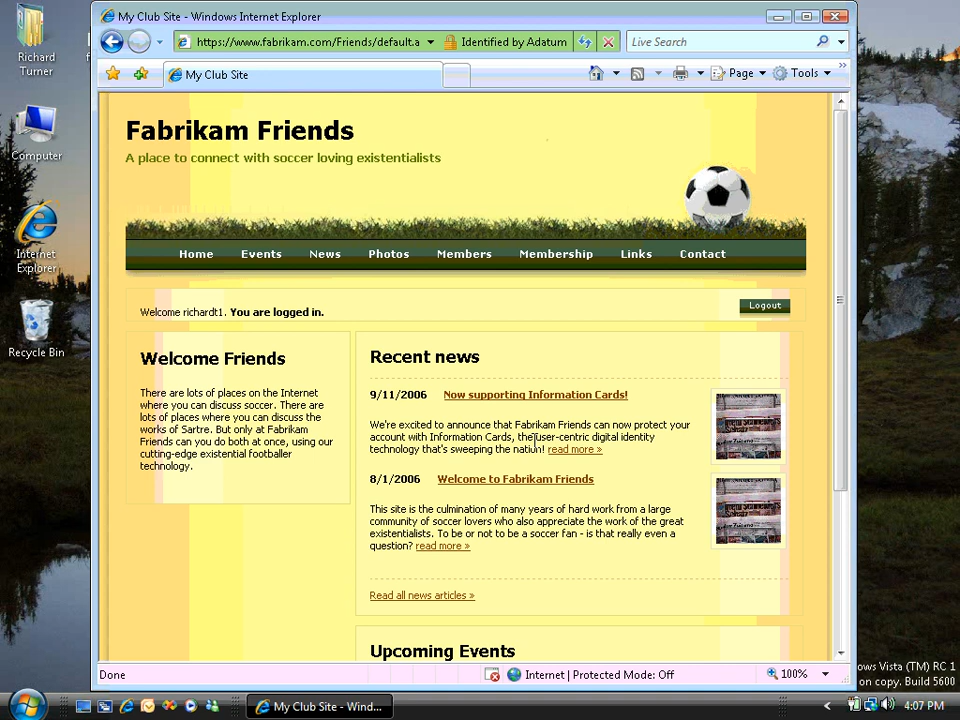 My Club Site - Windows Internet Explorer
https://www.fabrikam.com/Friends/default.a
Identified by Adatum
Live Search
My Club Site
Page
Tools
Richard
Turner
Computer
Internet
Explorer
Recycle Bin
Fabrikam Friends
A place to connect with soccer loving existentialists
Home Events News Photos Members Membership Links Contact
Welcome richardt1. You are logged in.
Logout
Welcome Friends
There are lots of places on the Internet
where you can discuss soccer. There are
lots of places where you can discuss the
works of Sartre. But only at Fabrikam
Friends can you do both at once, using our
cutting-edge existential footballer
technology.
Recent news
9/11/2006 Now supporting Information Cards!
We're excited to announce that Fabrikam Friends can now protect your
account with Information Cards, the user-centric digital identity
technology that's sweeping the nation! read more »
8/1/2006 Welcome to Fabrikam Friends
This site is the culmination of many years of hard work from a large
community of soccer lovers who also appreciate the work of the great
existentialists. To be or not to be a soccer fan - is that really even a
question? read more »
Read all news articles »
Upcoming Events
Done
Internet | Protected Mode: Off
100%
ows Vista (TM) RC 1
on copy. Build 5600
My Club Site - Wind...
4:07 PM